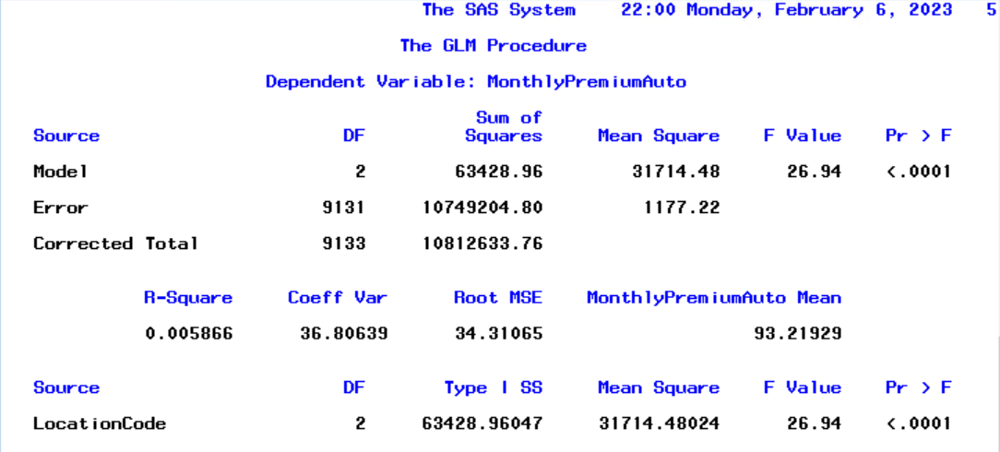 The SAS System 22:00 Monday, February 6, 2023 5
The GLM Procedure
Dependent Variable: MonthlyPremiumAuto
Sum of
Source DF Squares Mean Square F Value Pr > F
Model 2 63428.96 31714.48 26.94 <.0001
Error 9131 10749204.80 1177.22
Corrected Total 9133 10812633.76
R-Square Coeff Var Root MSE MonthlyPremiumAuto Mean
0.005866 36.80639 34.31065 93.21929
Source DF Type I SS Mean Square F Value Pr > F
LocationCode 2 63428.96047 31714.48024 26.94 <.0001